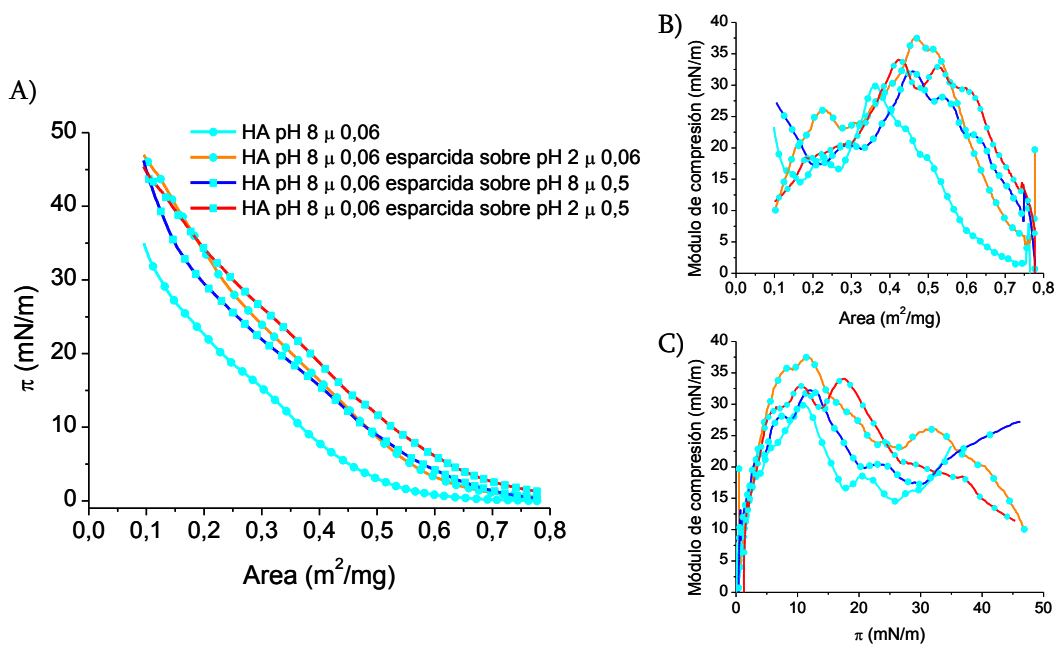 A)
50
40
30
20
10
0
π (mN/m)
0,0 0,1 0,2 0,3 0,4 0,5 0,6 0,7 0,8
Area (m²/mg)
HA pH 8 μ 0,06
HA pH 8 μ 0,06 esparcida sobre pH 2 μ 0,06
HA pH 8 μ 0,06 esparcida sobre pH 8 μ 0,5
HA pH 8 μ 0,06 esparcida sobre pH 2 μ 0,5
B)
40
35
30
25
20
15
10
5
0
Módulo de compresión (mN/m)
0,0 0,1 0,2 0,3 0,4 0,5 0,6 0,7 0,8
Area (m²/mg)
C)
40
35
30
25
20
15
10
5
0
Módulo de compresión (mN/m)
0 10 20 30 40 50
π (mN/m)